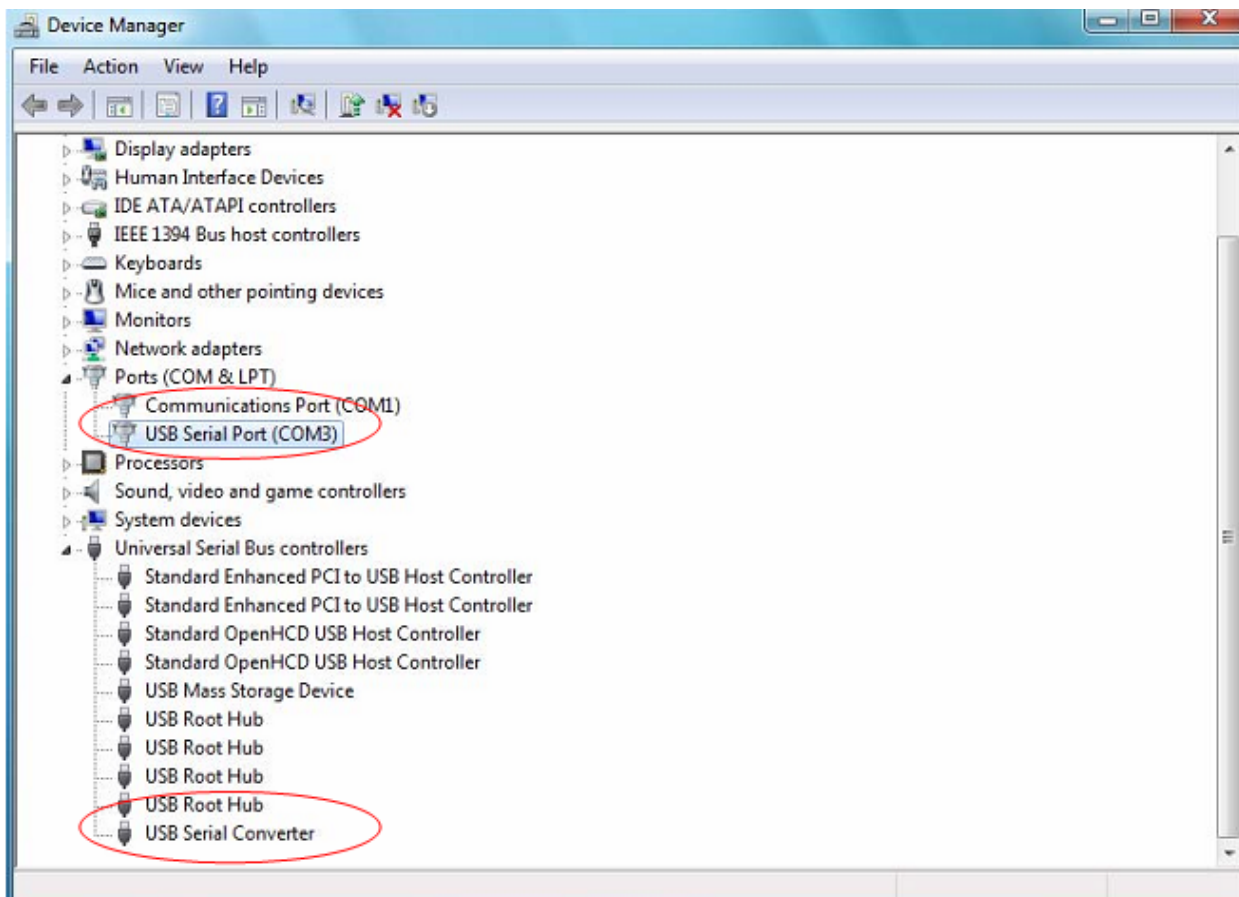 Device Manager
File Action View Help
Display adapters
Human Interface Devices
IDE ATA/ATAPI controllers
IEEE 1394 Bus host controllers
Keyboards
Mice and other pointing devices
Monitors
Network adapters
Ports (COM & LPT)
Communications Port (COM1)
USB Serial Port (COM3)
Processors
Sound, video and game controllers
System devices
Universal Serial Bus controllers
Standard Enhanced PCI to USB Host Controller
Standard Enhanced PCI to USB Host Controller
Standard OpenHCD USB Host Controller
Standard OpenHCD USB Host Controller
USB Mass Storage Device
USB Root Hub
USB Root Hub
USB Root Hub
USB Root Hub
USB Serial Converter